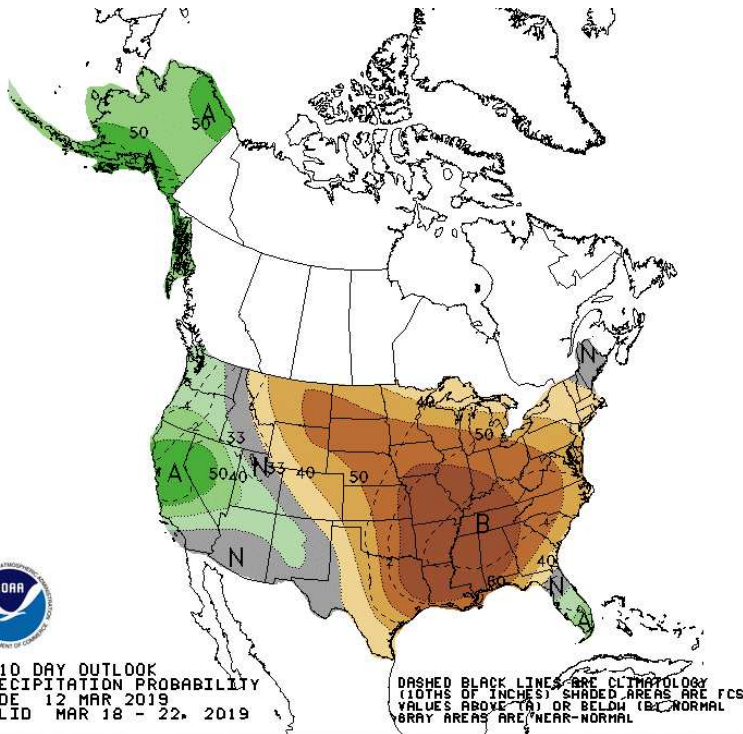 50
50
A
A
N
33
40
50
A
50
40
N
33
40
50
B
N
60
40
N
A
10 DAY OUTLOOK
ECIPITATION PROBABILITY
DE 12 MAR 2019
LID MAR 18 - 22, 2019
DASHED BLACK LINES ARE CLIMATOLOGY
(10THS OF INCHES) SHADED AREAS ARE FCS
VALUES ABOVE (A) OR BELOW (B) NORMAL
GRAY AREAS ARE NEAR-NORMAL